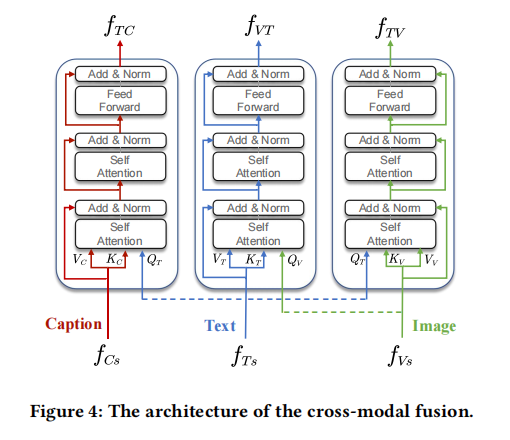 f_{TC} f_{VT} f_{TV}
Add & Norm Add & Norm Add & Norm
Feed Feed Feed
Forward Forward Forward
Add & Norm Add & Norm Add & Norm
Self Self Self
Attention Attention Attention
Add & Norm Add & Norm Add & Norm
Self Self Self
Attention Attention Attention
V_C K_C Q_T V_T K_T Q_V Q_T K_V V_V
Caption Text Image
f_{Cs} f_{Ts} f_{Vs}
Figure 4: The architecture of the cross-modal fusion.